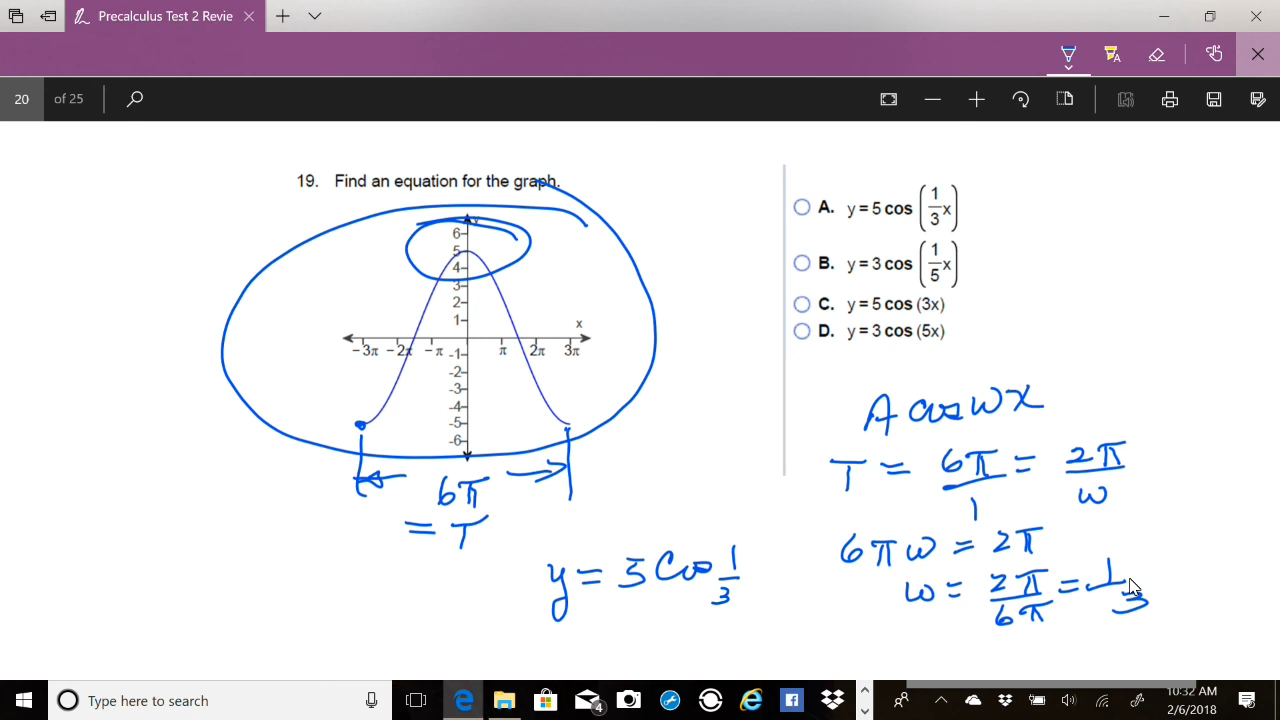 Precalculus Test 2 Revie
20 of 25
19. Find an equation for the graph.
y
6
5
4
3
2
1
x
-3π -2π -π π 2π 3π
-1
-2
-3
-4
-5
-6
A. y = 5 cos (1/3 x)
B. y = 3 cos (1/5 x)
C. y = 5 cos (3x)
D. y = 3 cos (5x)
A cos ω x
T = 6π/1 = 2π/ω
6π ω = 2π
ω = 2π/6π = 1/3
6π
= T
y = 5 Cos 1/3
Type here to search
4
10:32 AM
2/6/2018